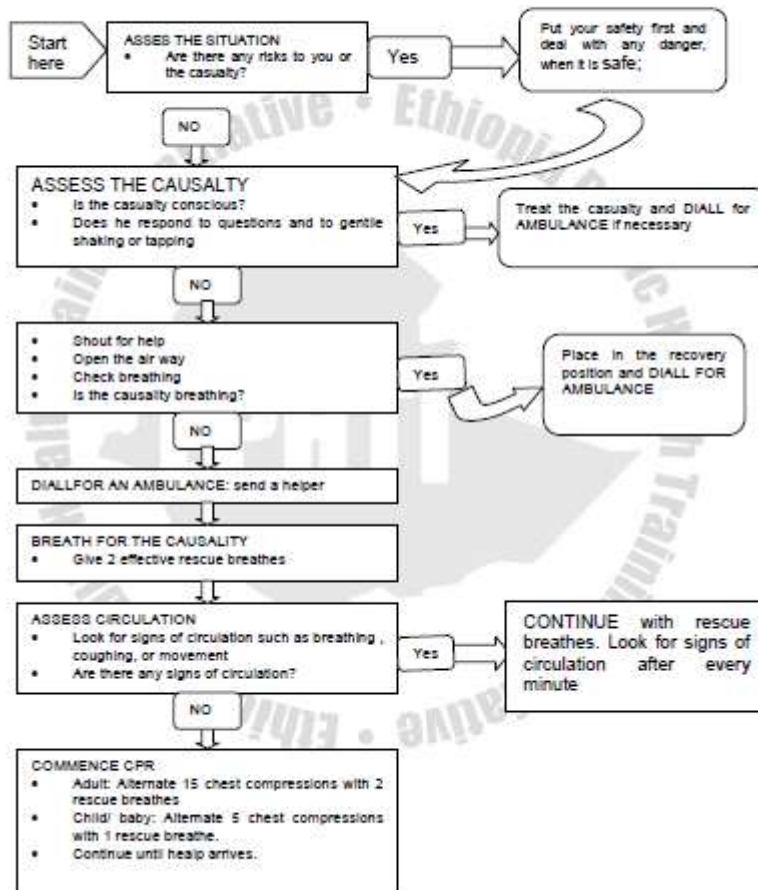 Start
here
ASSES THE SITUATION
• Are there any risks to you or
the casualty?
Yes
Put your safety first and
deal with any danger,
when it is safe;
NO
ASSESS THE CAUSALTY
• Is the casualty conscious?
• Does he respond to questions and to gentle
shaking or tapping
Yes
Treat the casualty and DIALL for
AMBULANCE if necessary
NO
• Shout for help
• Open the air way
• Check breathing
• Is the causality breathing?
Yes
Place in the recovery
position and DIALL FOR
AMBULANCE
NO
DIALLFOR AN AMBULANCE: send a helper
BREATH FOR THE CAUSALITY
• Give 2 effective rescue breathes
ASSESS CIRCULATION
• Look for signs of circulation such as breathing ,
coughing, or movement
• Are there any signs of circulation?
Yes
CONTINUE with rescue
breathes. Look for signs of
circulation after every
minute
NO
COMMENCE CPR
• Adult: Alternate 15 chest compressions with 2
rescue breathes
• Child/ baby: Alternate 5 chest compressions
with 1 rescue breathe.
• Continue until healp arrives.